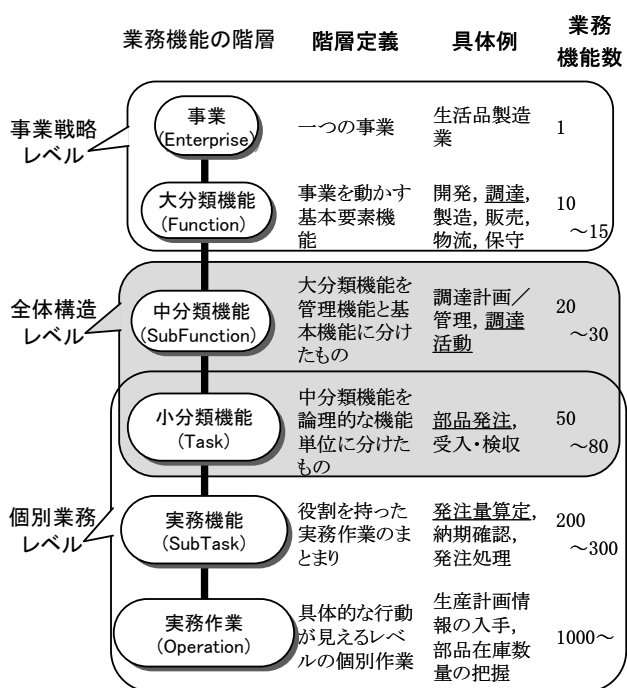 業務機能の階層 階層定義 具体例 業務
機能数
事業戦略
レベル
事業
(Enterprise)
一つの事業
生活品製造
業
1
大分類機能
(Function)
事業を動かす
基本要素機
能
開発, 調達,
製造, 販売,
物流, 保守
10
～15
全体構造
レベル
中分類機能
(SubFunction)
大分類機能を
管理機能と基
本機能に分け
たもの
調達計画／
管理, 調達
活動
20
～30
小分類機能
(Task)
中分類機能を
論理的な機能
単位に分けた
もの
部品発注,
受入・検収
50
～80
個別業務
レベル
実務機能
(SubTask)
役割を持った
実務作業のま
とまり
発注量算定,
納期確認,
発注処理
200
～300
実務作業
(Operation)
具体的な行動
が見えるレベ
ルの個別作業
生産計画情
報の入手,
部品在庫数
量の把握
1000～